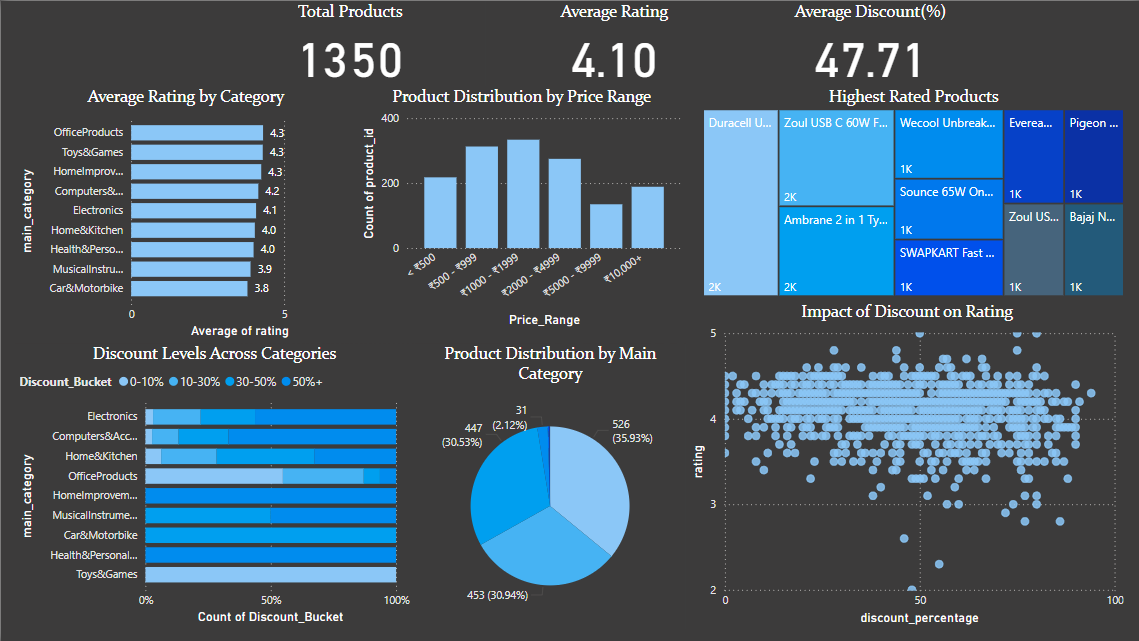 Total Products
Average Rating
Average Discount(%)
1350
4.10
47.71
Average Rating by Category
main_category
OfficeProducts 4.3
Toys&Games 4.3
HomeImprov... 4.3
Computers&... 4.2
Electronics 4.1
Home&Kitchen 4.0
Health&Perso... 4.0
MusicalInstru... 3.9
Car&Motorbike 3.8
0 5
Average of rating
Product Distribution by Price Range
Count of product_id
400
200
0
< ₹500
₹500 - ₹999
₹1000 - ₹1999
₹2000 - ₹4999
₹5000 - ₹9999
₹10,000+
Price_Range
Highest Rated Products
Duracell U...
2K
Zoul USB C 60W F...
2K
Ambrane 2 in 1 Ty...
2K
Wecool Unbreak...
1K
Sounce 65W On...
1K
SWAPKART Fast ...
1K
Everea...
1K
Pigeon ...
1K
Zoul US...
1K
Bajaj N...
1K
Discount Levels Across Categories
Discount_Bucket 0-10% 10-30% 30-50% 50%+
main_category
Electronics
Computers&Acc...
Home&Kitchen
OfficeProducts
HomeImprovem...
MusicalInstrume...
Car&Motorbike
Health&Personal...
Toys&Games
0% 50% 100%
Count of Discount_Bucket
Product Distribution by Main
Category
31
(2.12%)
447
(30.53%)
526
(35.93%)
453 (30.94%)
Impact of Discount on Rating
rating
5
4
3
2
0 50 100
discount_percentage